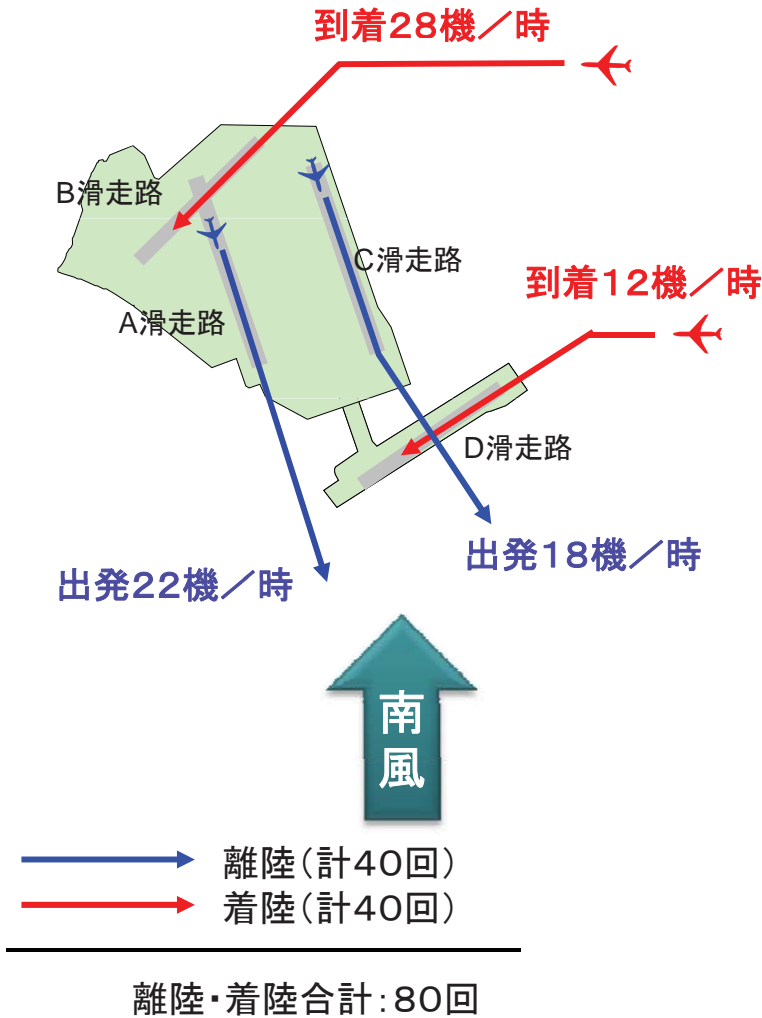 到着28機／時
B滑走路
C滑走路
到着12機／時
A滑走路
D滑走路
出発18機／時
出発22機／時
南
風
離陸(計40回)
着陸(計40回)
離陸・着陸合計:80回